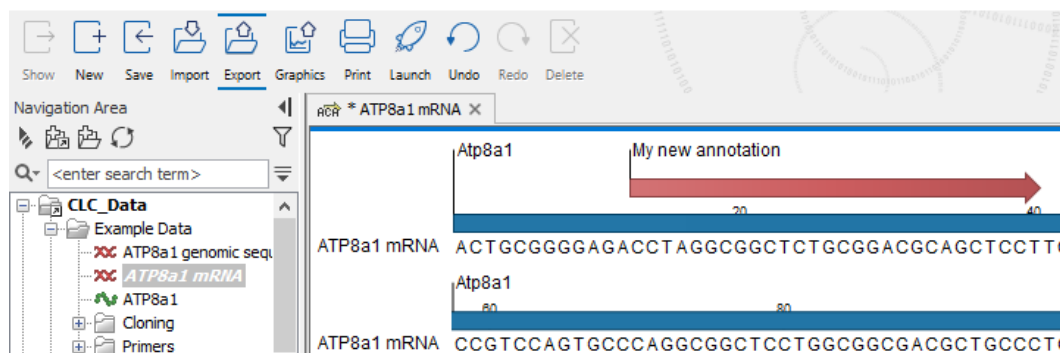 Show New Save Import Export Graphics Print Launch Undo Redo Delete
Navigation Area
<enter search term>
CLC_Data
Example Data
ATP8a1 genomic sequ
ATP8a1 mRNA
ATP8a1
Cloning
Primers
* ATP8a1 mRNA
Atp8a1 My new annotation
20 40
ATP8a1 mRNA ACTGCGGGGAGACCTAGGCGGCTCTGCGGACGCAGCTCCTTC
Atp8a1
60 80
ATP8a1 mRNA CCGTCCAGTGCCCAGGCGGCTCCTGGCGGCGACGCTGCCCT